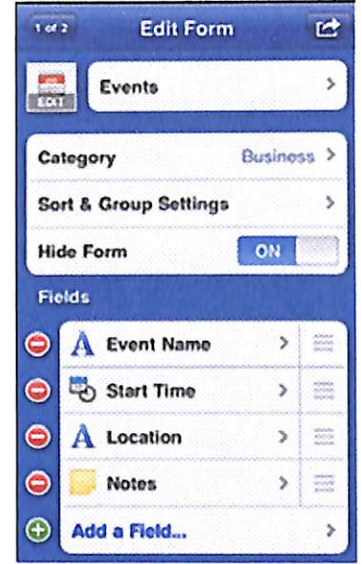 1 of 2
Edit Form
EDIT
Events
Category
Business
Sort & Group Settings
Hide Form
ON
Fields
Event Name
Start Time
Location
Notes
Add a Field...